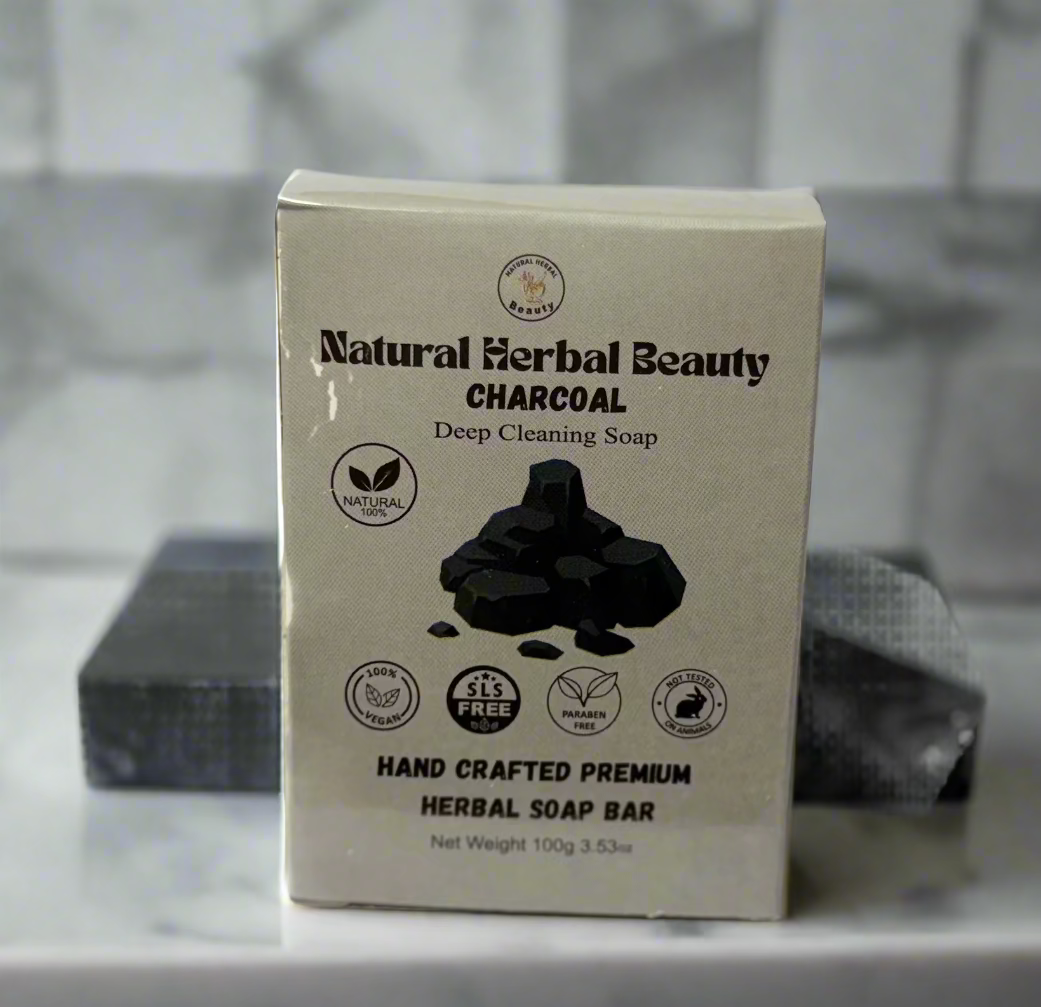 NATURAL HERBAL
Beauty
Natural Herbal Beauty
CHARCOAL
Deep Cleaning Soap
NATURAL
100%
100%
VEGAN
SLS
FREE
PARABEN
FREE
NOT TESTED
ON ANIMALS
HAND CRAFTED PREMIUM
HERBAL SOAP BAR
Net Weight 100g 3.53oz